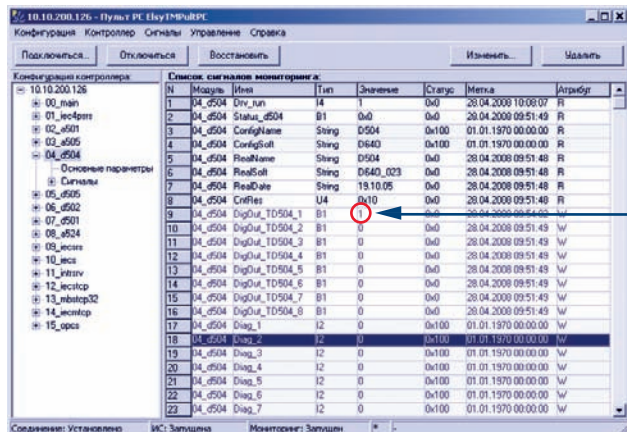 10.10.200.126 - Пульт PC ElsyTMPultPC
Конфигурация Контроллер Сигналы Управление Справка
Подключиться... Отключиться Восстановить Изменить... Удалить
Конфигурация контроллера: Список сигналов мониторинга:
N Модуль Имя Тип Значение Статус Метка Атрибут
10.10.200.126
00_main
01_iec4psrs
02_a501
03_a505
04_d504
Основные параметры
Сигналы
05_d505
06_d502
07_d501
08_a524
09_iecsrs
10_iecs
11_intrsrv
12_iecstcp
13_mbstcp32
14_iecmtcp
15_opcs
1 04_d504 Drv_run I4 1 0x0 28.04.2008 10:08:07 R
2 04_d504 Status_d504 B1 0x0 0x0 28.04.2008 09:51:49 R
3 04_d504 ConfigName String D504 0x100 01.01.1970 00:00:00 R
4 04_d504 ConfigSoft String D640 0x100 01.01.1970 00:00:00 R
5 04_d504 RealName String D504 0x0 28.04.2008 09:51:48 R
6 04_d504 RealSoft String D640_023 0x0 28.04.2008 09:51:48 R
7 04_d504 RealDate String 19.10.05 0x0 28.04.2008 09:51:48 R
8 04_d504 CntRes U4 0x10 0x0 28.04.2008 09:51:48 R
9 04_d504 DigOut_TD504_1 B1 1 0x0 28.04.2008 W
10 04_d504 DigOut_TD504_2 B1 0 0x0 28.04.2008 09:51:49 W
11 04_d504 DigOut_TD504_3 B1 0 0x0 28.04.2008 09:51:49 W
12 04_d504 DigOut_TD504_4 B1 0 0x0 28.04.2008 09:51:49 W
13 04_d504 DigOut_TD504_5 B1 0 0x0 28.04.2008 09:51:49 W
14 04_d504 DigOut_TD504_6 B1 0 0x0 28.04.2008 09:51:49 W
15 04_d504 DigOut_TD504_7 B1 0 0x0 28.04.2008 09:51:49 W
16 04_d504 DigOut_TD504_8 B1 0 0x0 28.04.2008 09:51:49 W
17 04_d504 Diag_1 I2 0 0x100 01.01.1970 00:00:00 W
18 04_d504 Diag_2 I2 0 0x100 01.01.1970 00:00:00 W
19 04_d504 Diag_3 I2 0 0x100 01.01.1970 00:00:00 W
20 04_d504 Diag_4 I2 0 0x100 01.01.1970 00:00:00 W
21 04_d504 Diag_5 I2 0 0x100 01.01.1970 00:00:00 W
22 04_d504 Diag_6 I2 0 0x100 01.01.1970 00:00:00 W
23 04_d504 Diag_7 I2 0 0x100 01.01.1970 00:00:00 W
Соединение: Установлено ИС: Запущена Мониторинг: Запущен * -